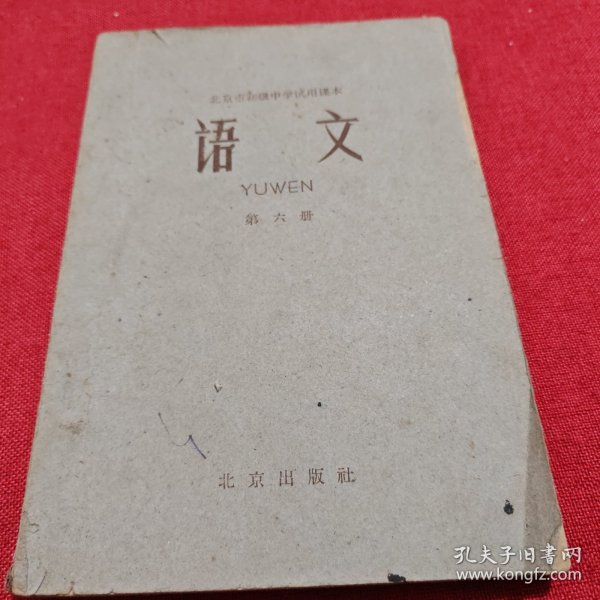 北京市初级中学试用课本
语文
YUWEN
第六册
北京出版社
孔夫子旧书网
www.kongfz.com